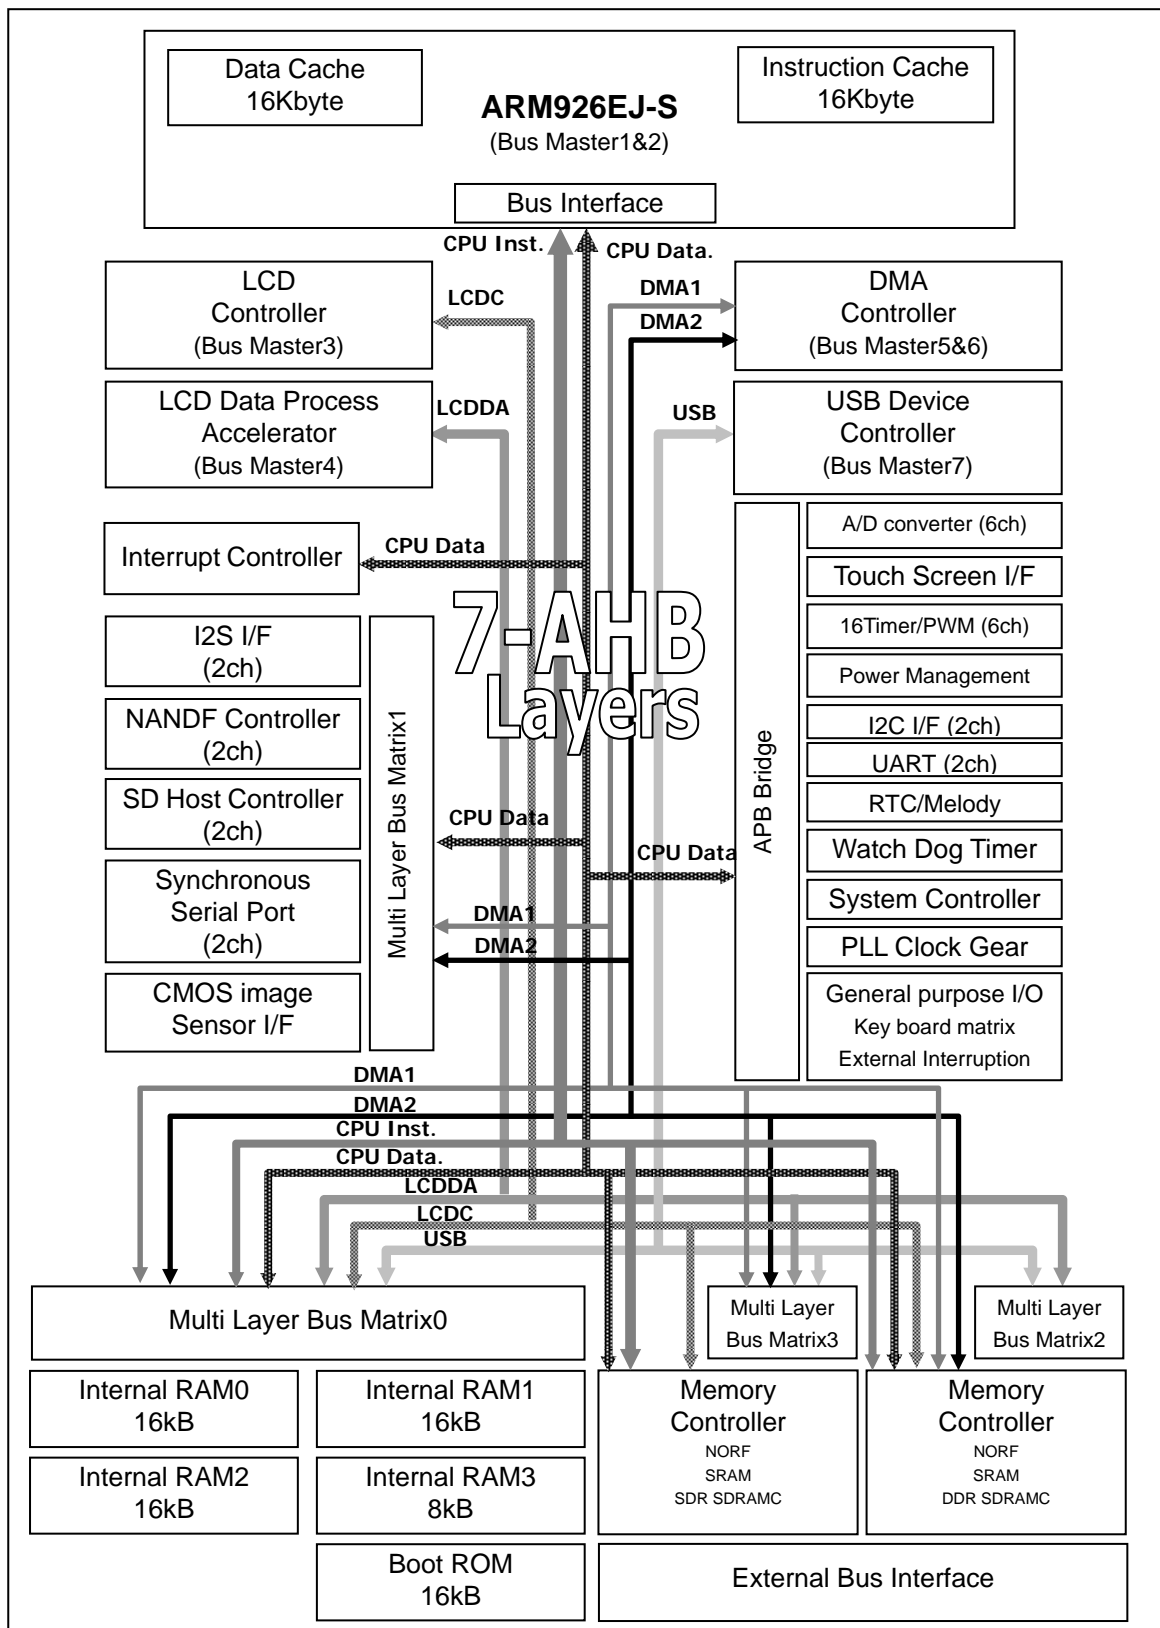 Data Cache
16Kbyte
Instruction Cache
16Kbyte
ARM926EJ-S
(Bus Master1&2)
Bus Interface
CPU Inst.
CPU Data.
LCD
Controller
(Bus Master3)
LCDC
DMA1
DMA2
DMA
Controller
(Bus Master5&6)
LCD Data Process
Accelerator
(Bus Master4)
LCDDA
USB
USB Device
Controller
(Bus Master7)
Interrupt Controller
CPU Data
7-AHB
Layers
I2S I/F
(2ch)
NANDF Controller
(2ch)
SD Host Controller
(2ch)
Synchronous
Serial Port
(2ch)
CMOS image
Sensor I/F
Multi Layer Bus Matrix1
CPU Data
CPU Data
DMA1
DMA2
APB Bridge
A/D converter (6ch)
Touch Screen I/F
16Timer/PWM (6ch)
Power Management
I2C I/F (2ch)
UART (2ch)
RTC/Melody
Watch Dog Timer
System Controller
PLL Clock Gear
General purpose I/O
Key board matrix
External Interruption
DMA1
DMA2
CPU Inst.
CPU Data.
LCDDA
LCDC
USB
Multi Layer Bus Matrix0
Multi Layer
Bus Matrix3
Multi Layer
Bus Matrix2
Internal RAM0
16kB
Internal RAM1
16kB
Internal RAM2
16kB
Internal RAM3
8kB
Boot ROM
16kB
Memory
Controller
NORF
SRAM
SDR SDRAMC
Memory
Controller
NORF
SRAM
DDR SDRAMC
External Bus Interface